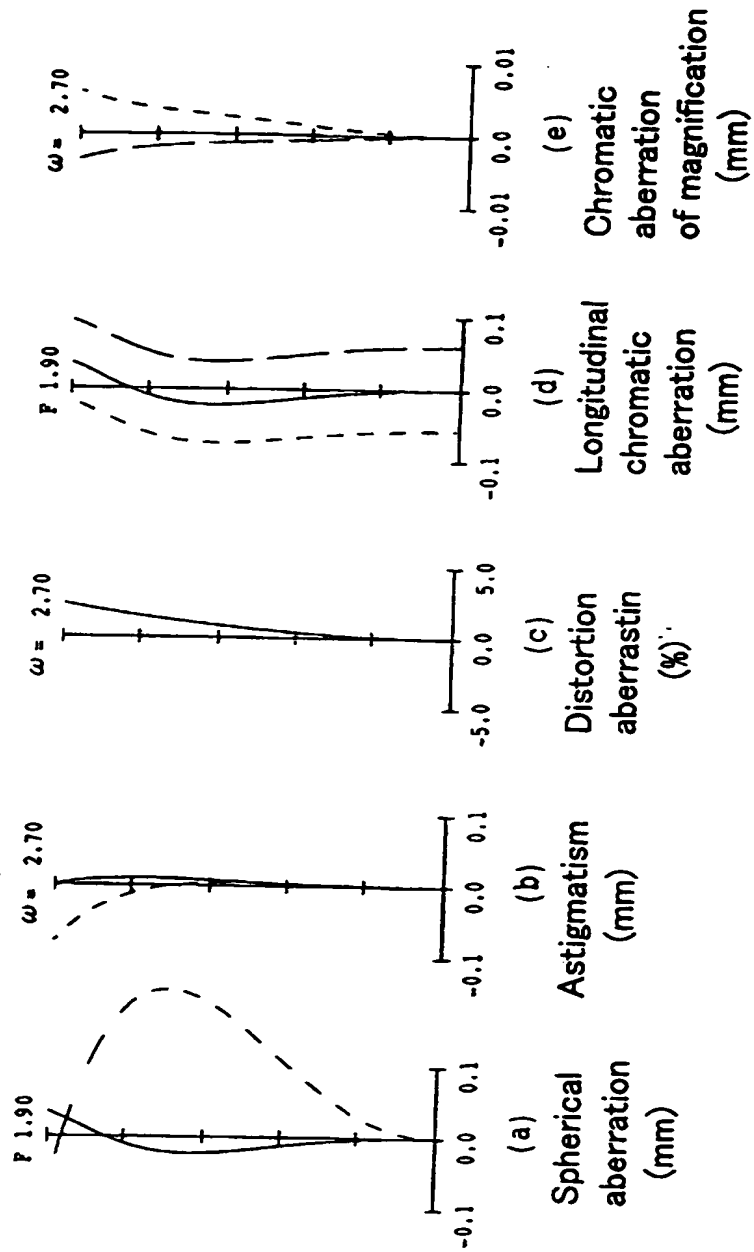 F 1.90
-0.1 0.0 0.1
(a)
Spherical
aberration
(mm)
ω = 2.70
-0.1 0.0 0.1
(b)
Astigmatism
(mm)
ω = 2.70
-5.0 0.0 5.0
(c)
Distortion
aberrastin
(%)
F 1.90
-0.1 0.0 0.1
(d)
Longitudinal
chromatic
aberration
(mm)
ω = 2.70
-0.01 0.0 0.01
(e)
Chromatic
aberration
of magnification
(mm)